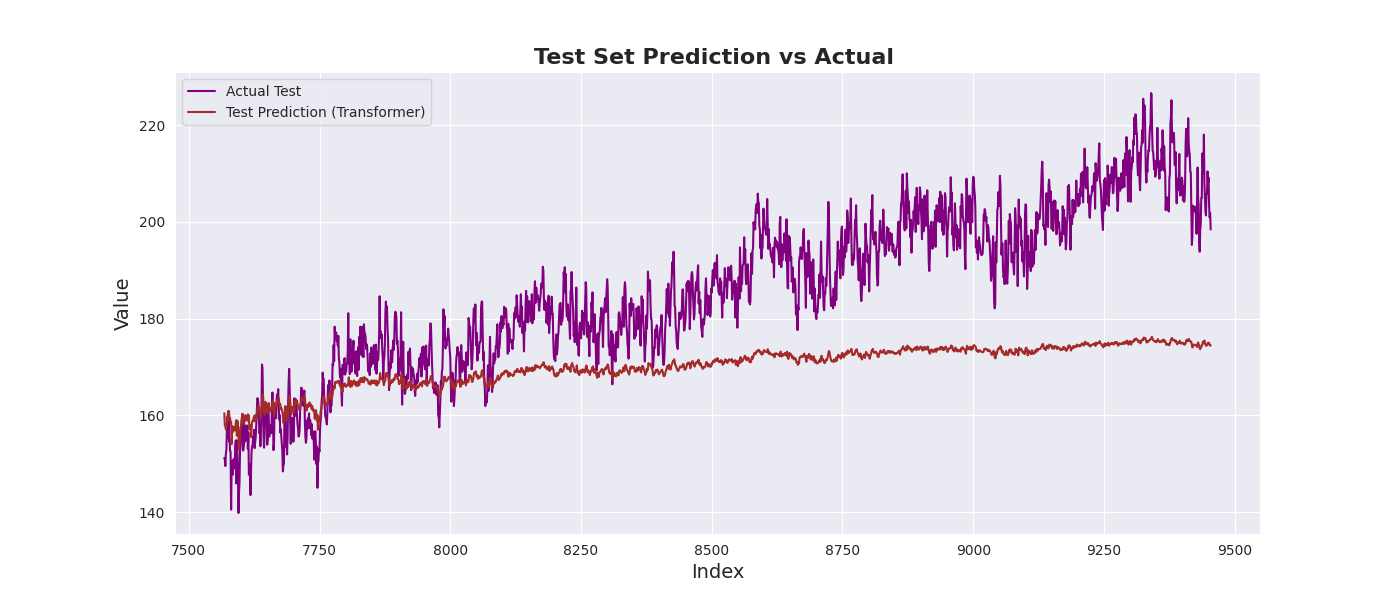 Test Set Prediction vs Actual
Actual Test
Test Prediction (Transformer)
Value
220
200
180
160
140
7500 7750 8000 8250 8500 8750 9000 9250 9500
Index